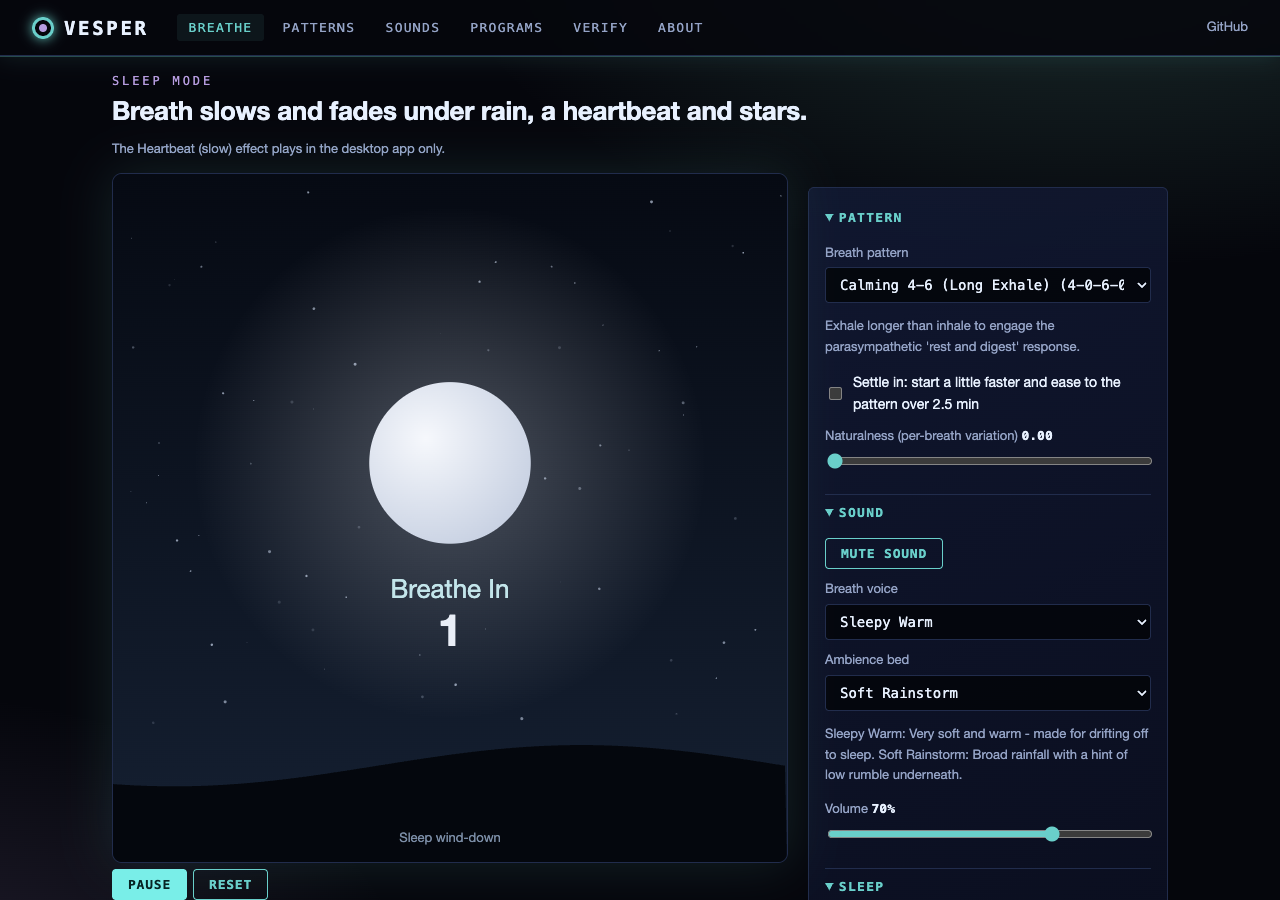 VESPER
BREATHE
PATTERNS
SOUNDS
PROGRAMS
VERIFY
ABOUT
GitHub
SLEEP MODE
Breath slows and fades under rain, a heartbeat and stars.
The Heartbeat (slow) effect plays in the desktop app only.
Breathe In
1
Sleep wind-down
PAUSE
RESET
PATTERN
Breath pattern
Calming 4-6 (Long Exhale) (4-0-6-0
Exhale longer than inhale to engage the
parasympathetic 'rest and digest' response.
Settle in: start a little faster and ease to the
pattern over 2.5 min
Naturalness (per-breath variation) 0.00
SOUND
MUTE SOUND
Breath voice
Sleepy Warm
Ambience bed
Soft Rainstorm
Sleepy Warm: Very soft and warm - made for drifting off
to sleep. Soft Rainstorm: Broad rainfall with a hint of
low rumble underneath.
Volume 70%
SLEEP